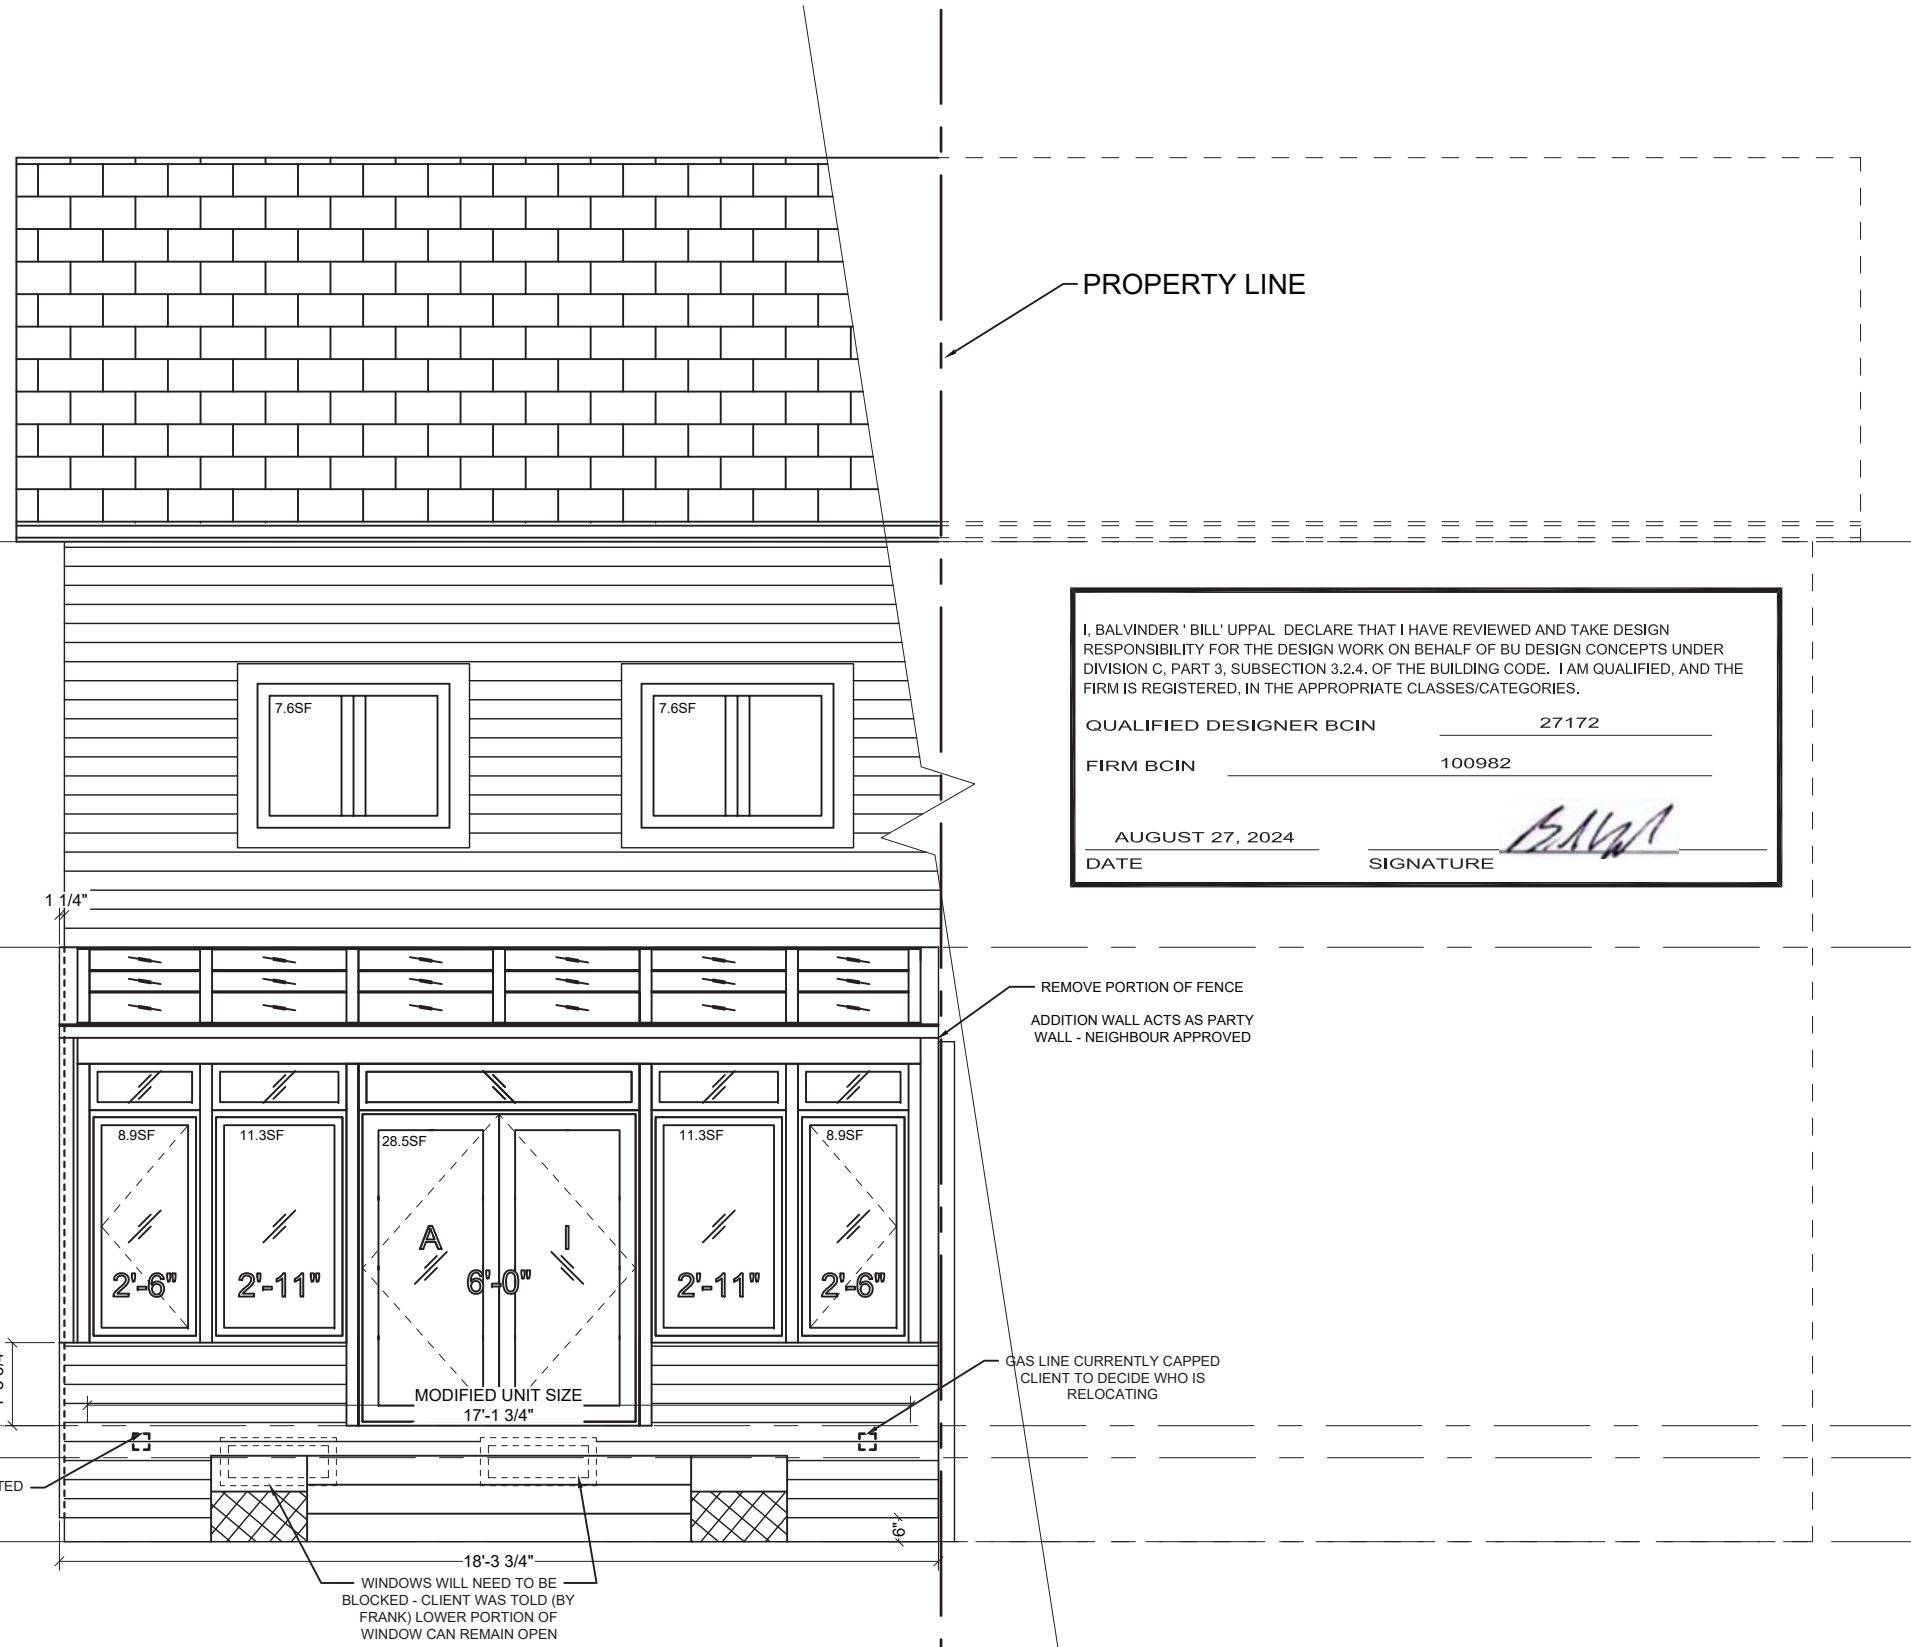 PROPERTY LINE
I, BALVINDER ' BILL' UPPAL DECLARE THAT I HAVE REVIEWED AND TAKE DESIGN
RESPONSIBILITY FOR THE DESIGN WORK ON BEHALF OF BU DESIGN CONCEPTS UNDER
DIVISION C, PART 3, SUBSECTION 3.2.4. OF THE BUILDING CODE. I AM QUALIFIED, AND THE
FIRM IS REGISTERED, IN THE APPROPRIATE CLASSES/CATEGORIES.
QUALIFIED DESIGNER BCIN 27172
FIRM BCIN 100982
AUGUST 27, 2024
DATE SIGNATURE
7.6SF 7.6SF
1 1/4"
REMOVE PORTION OF FENCE
ADDITION WALL ACTS AS PARTY
WALL - NEIGHBOUR APPROVED
8.9SF 11.3SF 28.5SF 11.3SF 8.9SF
A I
2'-6" 2'-11" 6'-0" 2'-11" 2'-6"
GAS LINE CURRENTLY CAPPED
CLIENT TO DECIDE WHO IS
RELOCATING
MODIFIED UNIT SIZE
17'-1 3/4"
TED
6"
18'-3 3/4"
WINDOWS WILL NEED TO BE
BLOCKED - CLIENT WAS TOLD (BY
FRANK) LOWER PORTION OF
WINDOW CAN REMAIN OPEN